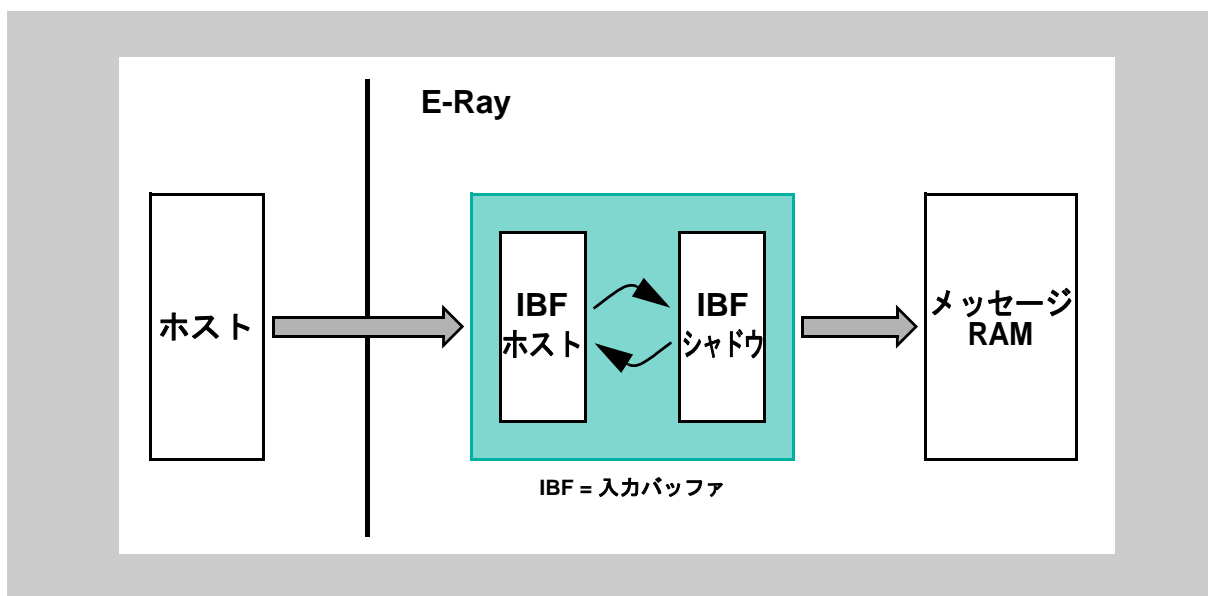 E-Ray
ホスト
IBF
ホスト
IBF
シャドウ
メッセージ
RAM
IBF = 入力バッファ